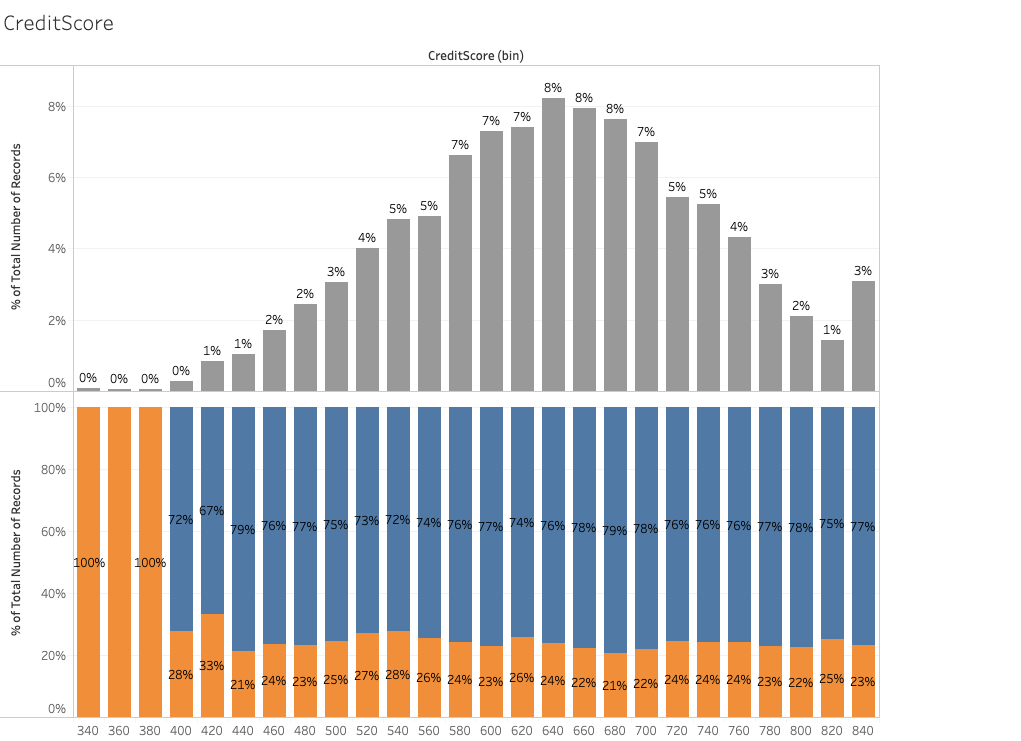 CreditScore
CreditScore (bin)
% of Total Number of Records
8%
6%
4%
2%
0%
0% 0% 0% 0% 1% 1% 2% 2% 3% 4% 5% 5% 7% 7% 7% 8% 8% 8% 7% 5% 5% 4% 3% 2% 1% 3%
% of Total Number of Records
100%
80%
60%
40%
20%
0%
72% 67% 79% 76% 77% 75% 73% 72% 74% 76% 77% 74% 76% 78% 79% 78% 76% 76% 76% 77% 78% 75% 77%
100% 100%
28% 33% 21% 24% 23% 25% 27% 28% 26% 24% 23% 26% 24% 22% 21% 22% 24% 24% 24% 23% 22% 25% 23%
340 360 380 400 420 440 460 480 500 520 540 560 580 600 620 640 660 680 700 720 740 760 780 800 820 840